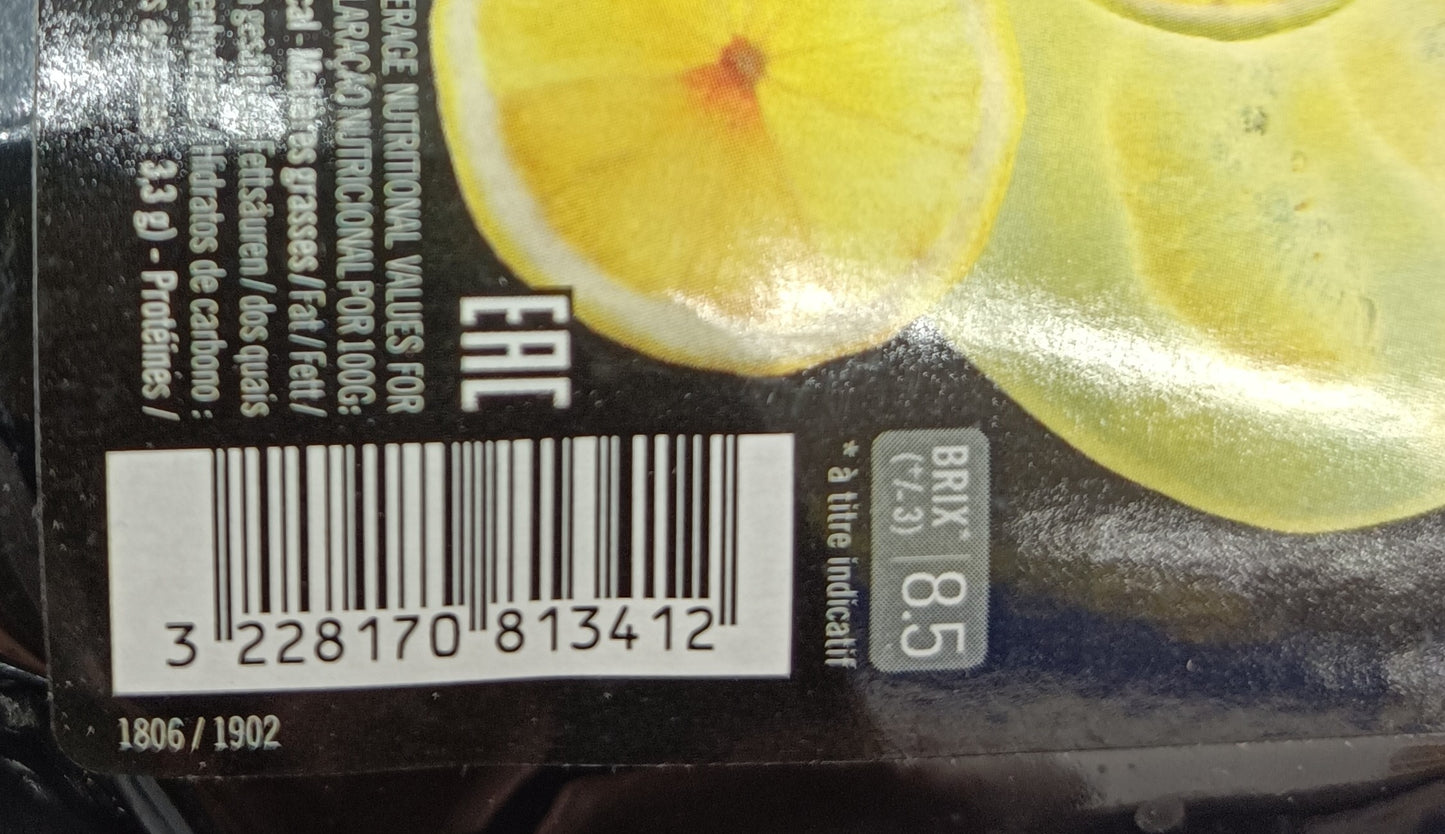 ERAGE NUTRITIONAL VALUES FOR
LARAÇÃO NUTRICIONAL POR 100G:
cal - Matières grasses / Fat / Fett /
Fettsäuren / dos quais
Hidratos de carbono :
3,3 g) - Protéines /
EAC
BRIX* | 8.5
(+/-3)
* à titre indicatif
3 228170 813412
1806 / 1902